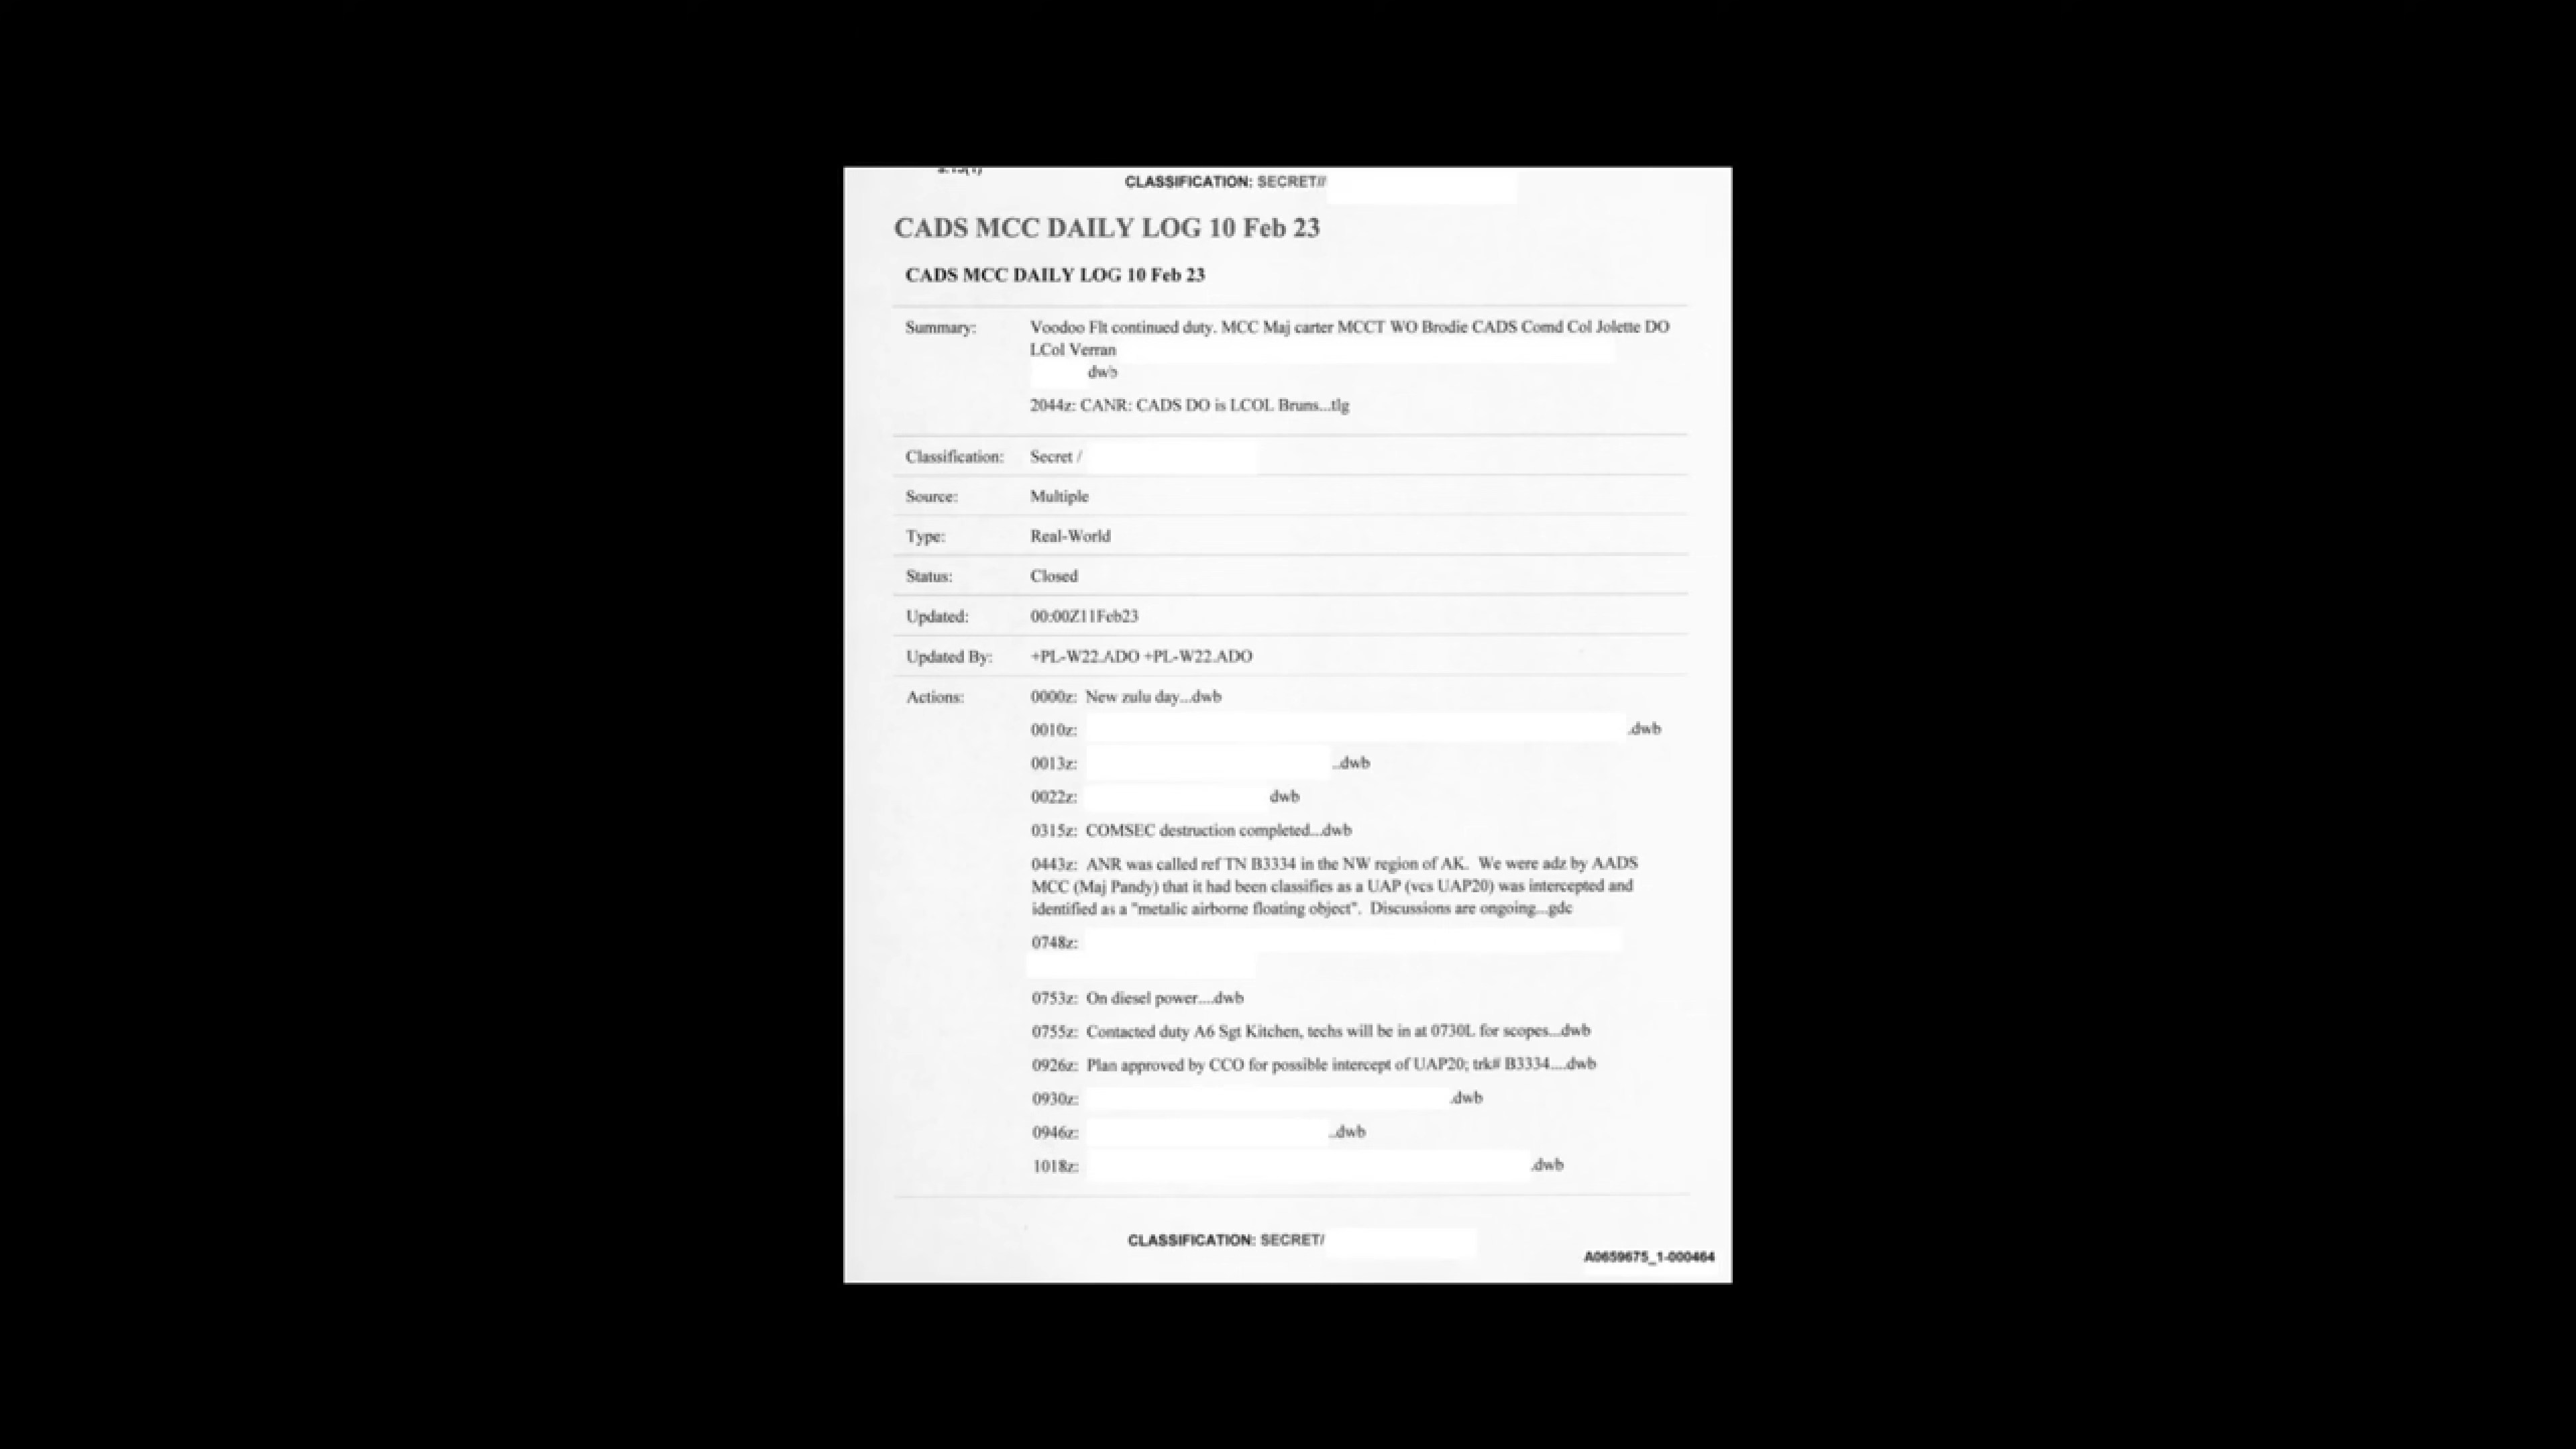 CLASSIFICATION: SECRET//
CADS MCC DAILY LOG 10 Feb 23
CADS MCC DAILY LOG 10 Feb 23
Summary: Voodoo Flt continued duty. MCC Maj carter MCCT WO Brodie CADS Comd Col Jolette DO
LCol Verran
dwb
2044z: CANR: CADS DO is LCOL Bruns...tlg
Classification: Secret /
Source: Multiple
Type: Real-World
Status: Closed
Updated: 00:00Z11Feb23
Updated By: +PL-W22.ADO +PL-W22.ADO
Actions: 0000z: New zulu day...dwb
0010z: .dwb
0013z: ..dwb
0022z: dwb
0315z: COMSEC destruction completed...dwb
0443z: ANR was called ref TN B3334 in the NW region of AK. We were adz by AADS
MCC (Maj Pandy) that it had been classifies as a UAP (vcs UAP20) was intercepted and
identified as a "metalic airborne floating object". Discussions are ongoing...gdc
0748z:
0753z: On diesel power....dwb
0755z: Contacted duty A6 Sgt Kitchen, techs will be in at 0730L for scopes...dwb
0926z: Plan approved by CCO for possible intercept of UAP20; trk# B3334....dwb
0930z: .dwb
0946z: ..dwb
1018z: .dwb
CLASSIFICATION: SECRET/
A0659675_1-000464